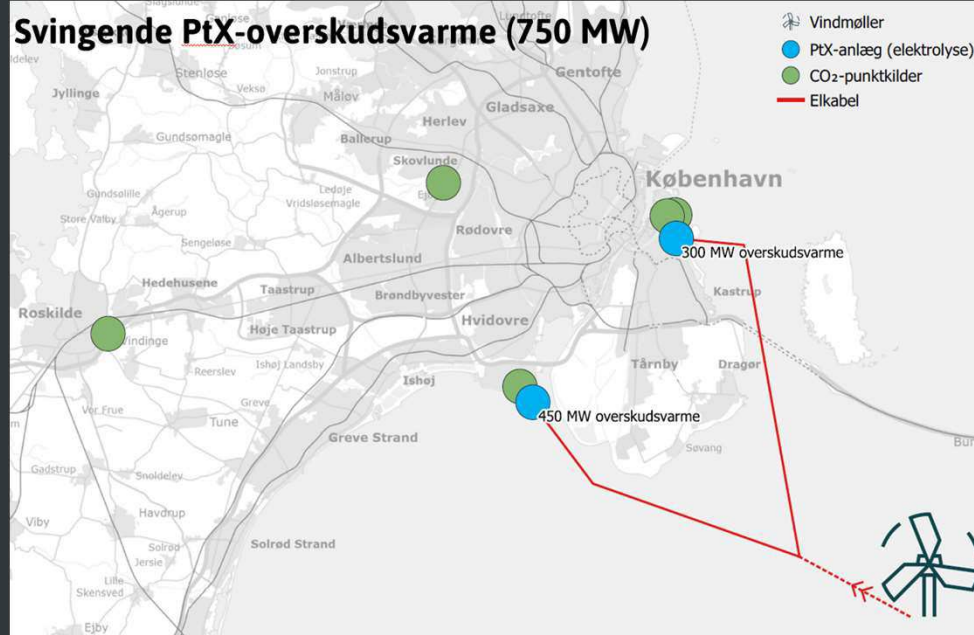 Svingende PtX-overskudsvarme (750 MW)
Vindmøller
PtX-anlæg (elektrolyse)
CO₂-punktkilder
Elkabel
Gentofte
Stenløse
Jonstrup
Veksø
Måløv
Jyllinge
Gladsaxe
Herlev
Gundsømagle
Ballerup
Skovlunde
København
Ledøje
Gundsølille
Vridsløsemagle
Ågerup
Store Valby
Rødovre
Sengeløse
300 MW overskudsvarme
Albertslund
Hedehusene
Taastrup
Brøndbyvester
Kastrup
Roskilde
Hvidovre
Høje Taastrup
Vindinge
Ishøj Landsby
Tårnby
Dragør
Reerslev
Ishøj
Greve
Vor Frue
450 MW overskudsvarme
Tune
Greve Strand
Søvang
Gadstrup
Snoldelev
Havdrup
Viby
Solrød
Solrød Strand
Jersie
Lille
Skensved
Ejby